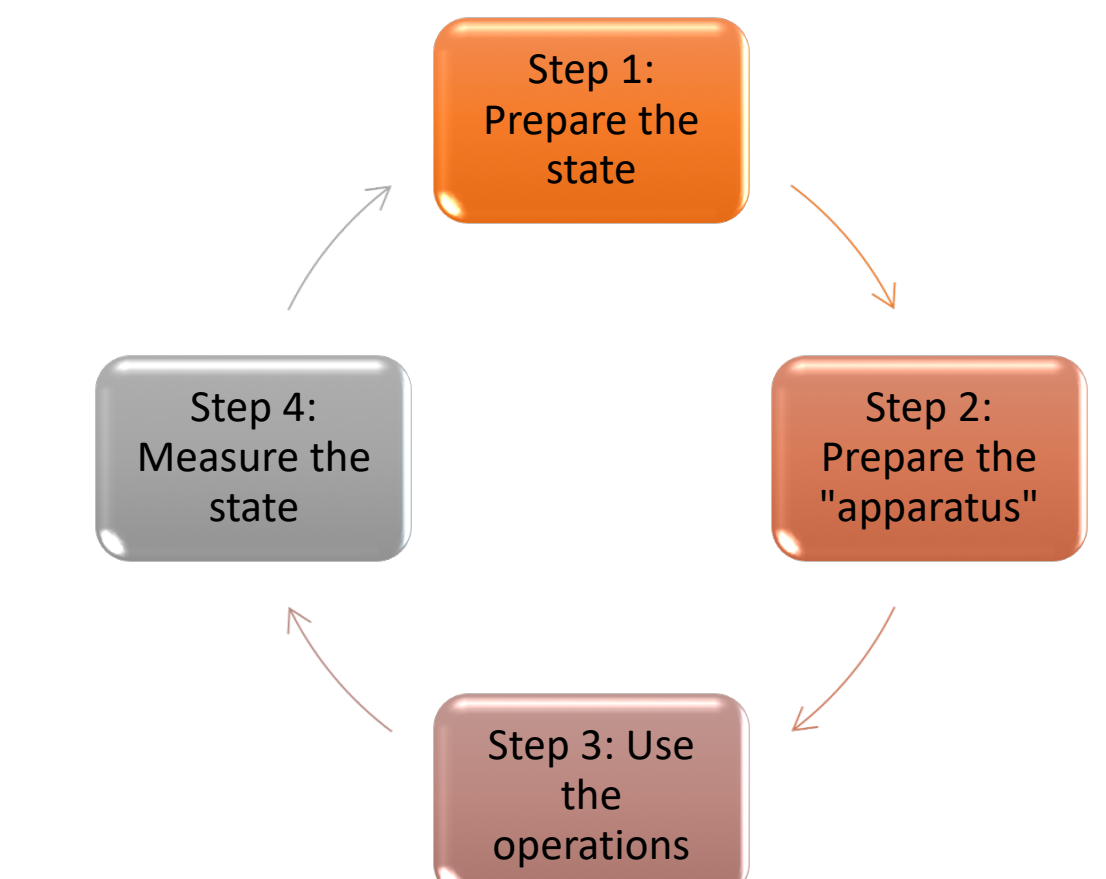 Step 1:
Prepare the
state
Step 2:
Prepare the
"apparatus"
Step 3: Use
the
operations
Step 4:
Measure the
state